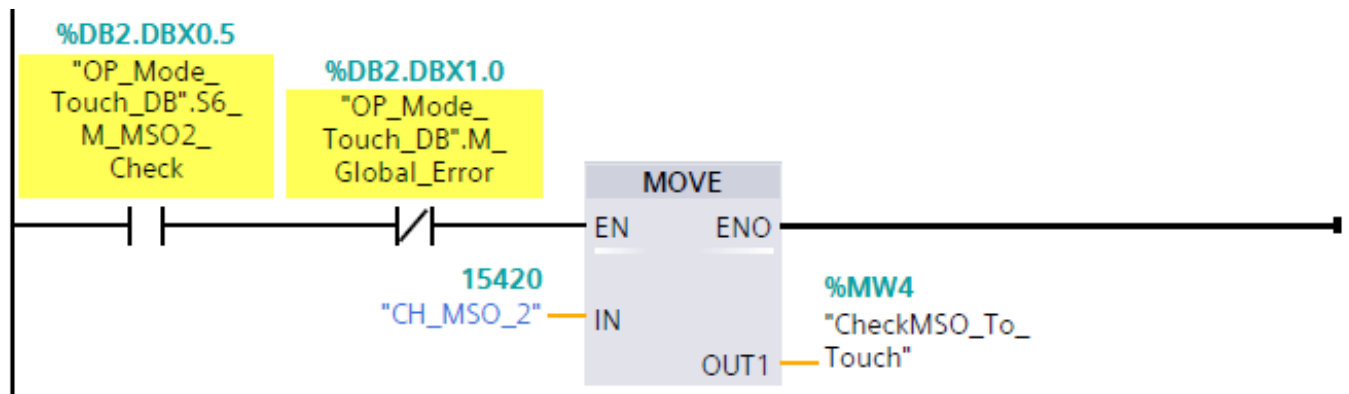 %DB2.DBX0.5
"OP_Mode_
Touch_DB".S6_
M_MSO2_
Check
%DB2.DBX1.0
"OP_Mode_
Touch_DB".M_
Global_Error
MOVE
EN ENO
15420
"CH_MSO_2"
IN
%MW4
"CheckMSO_To_
Touch"
OUT1